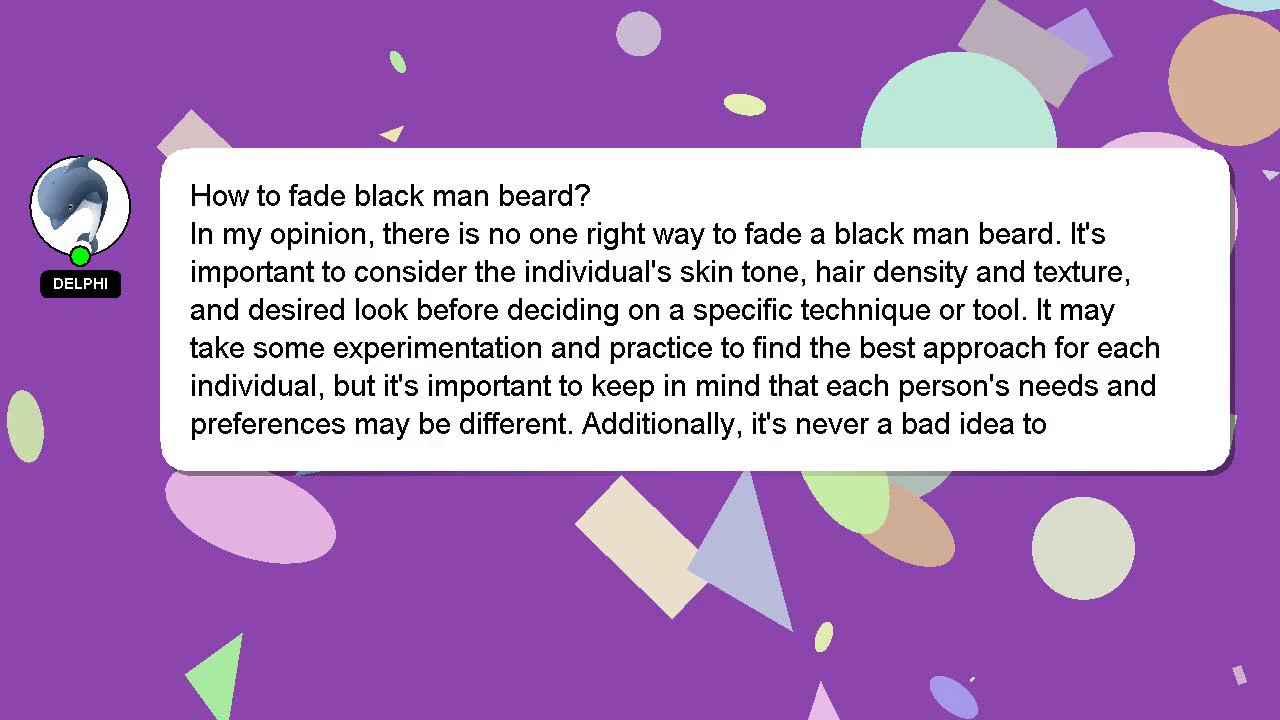 How to fade black man beard?
In my opinion, there is no one right way to fade a black man beard. It's
important to consider the individual's skin tone, hair density and texture,
and desired look before deciding on a specific technique or tool. It may
take some experimentation and practice to find the best approach for each
individual, but it's important to keep in mind that each person's needs and
preferences may be different. Additionally, it's never a bad idea to
DELPHI